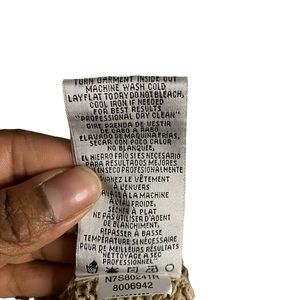 TURN GARMENT INSIDE OUT
MACHINE WASH COLD
LAY FLAT TO DRY DO NOT BLEACH,
COOL IRON IF NEEDED
FOR BEST RESULTS
"PROFESSIONAL DRY CLEAN"
GIRE PRENDA DE VESTIR
DE CABO A RABO
LAVADO DE MAQUINA FRÍAS,
SECAR CON POCO CALOR
NO BLANQUEE,
EL HIERRO FRÍO SI ES NECESARIO
PARA RESULTADOS MEJORES
EN SECO PROFESIONALMENTE
LE VÊTEMENT
À L'ENVERS
À LA MACHINE
À L'EAU FROIDE,
SÉCHER À PLAT
NE PAS UTILISER D'AGENT
DE BLANCHIMENT,
REPASSER À BASSE
TEMPÉRATURE SI NÉCESSAIRE
POUR DE MEILLEURS RÉSULTATS
NETTOYAGE A SEC
PROFESSIONNEL
8006942